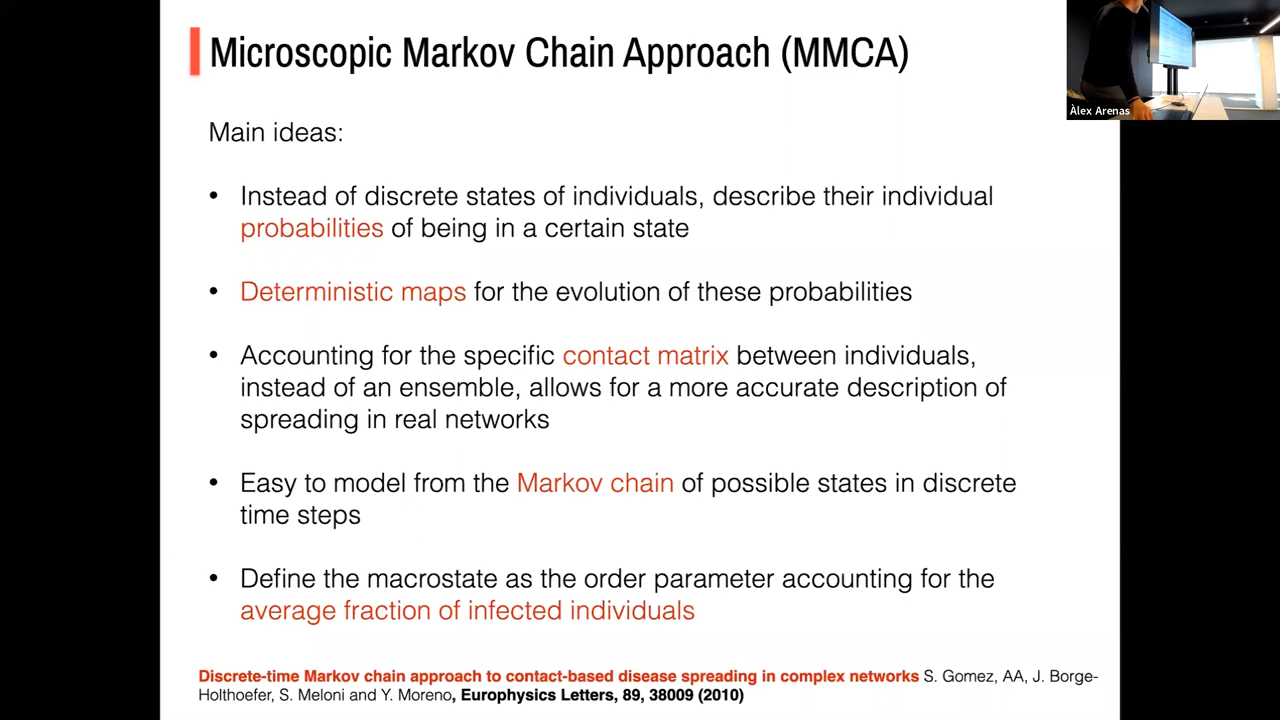 Microscopic Markov Chain Approach (MMCA)
Àlex Arenas
Main ideas:
• Instead of discrete states of individuals, describe their individual
probabilities of being in a certain state
• Deterministic maps for the evolution of these probabilities
• Accounting for the specific contact matrix between individuals,
instead of an ensemble, allows for a more accurate description of
spreading in real networks
• Easy to model from the Markov chain of possible states in discrete
time steps
• Define the macrostate as the order parameter accounting for the
average fraction of infected individuals
Discrete-time Markov chain approach to contact-based disease spreading in complex networks S. Gomez, AA, J. Borge-
Holthoefer, S. Meloni and Y. Moreno, Europhysics Letters, 89, 38009 (2010)